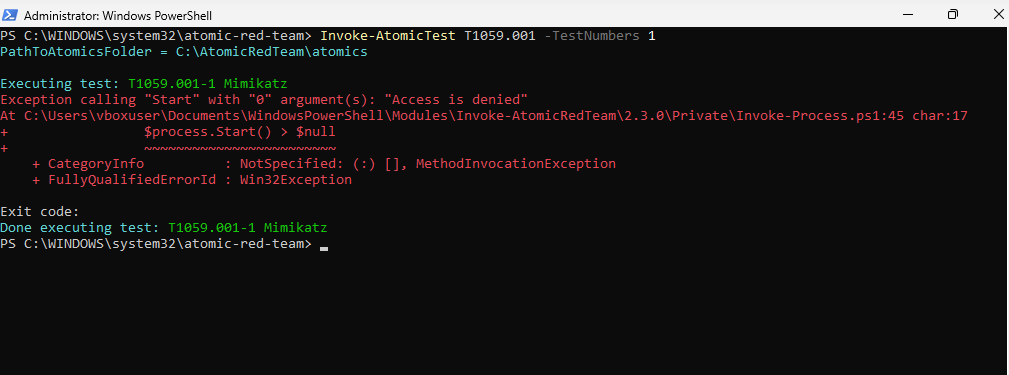 Administrator: Windows PowerShell
PS C:\WINDOWS\system32\atomic-red-team> Invoke-AtomicTest T1059.001 -TestNumbers 1
PathToAtomicsFolder = C:\AtomicRedTeam\atomics
Executing test: T1059.001-1 Mimikatz
Exception calling "Start" with "0" argument(s): "Access is denied"
At C:\Users\vboxuser\Documents\WindowsPowerShell\Modules\Invoke-AtomicRedTeam\2.3.0\Private\Invoke-Process.ps1:45 char:17
+                 $process.Start() > $null
+                 ~~~~~~~~~~~~~~~~~~~~~~~~
    + CategoryInfo          : NotSpecified: (:) [], MethodInvocationException
    + FullyQualifiedErrorId : Win32Exception
Exit code:
Done executing test: T1059.001-1 Mimikatz
PS C:\WINDOWS\system32\atomic-red-team>